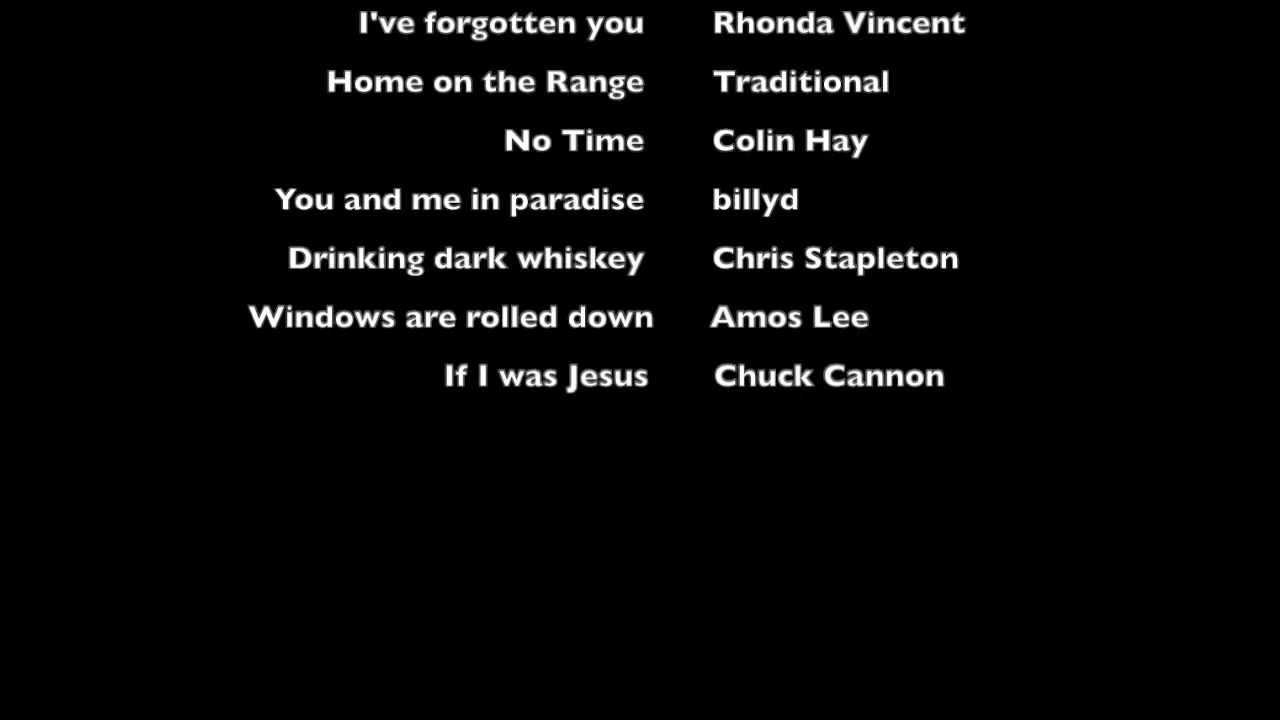 I've forgotten you Rhonda Vincent
Home on the Range Traditional
No Time Colin Hay
You and me in paradise billyd
Drinking dark whiskey Chris Stapleton
Windows are rolled down Amos Lee
If I was Jesus Chuck Cannon